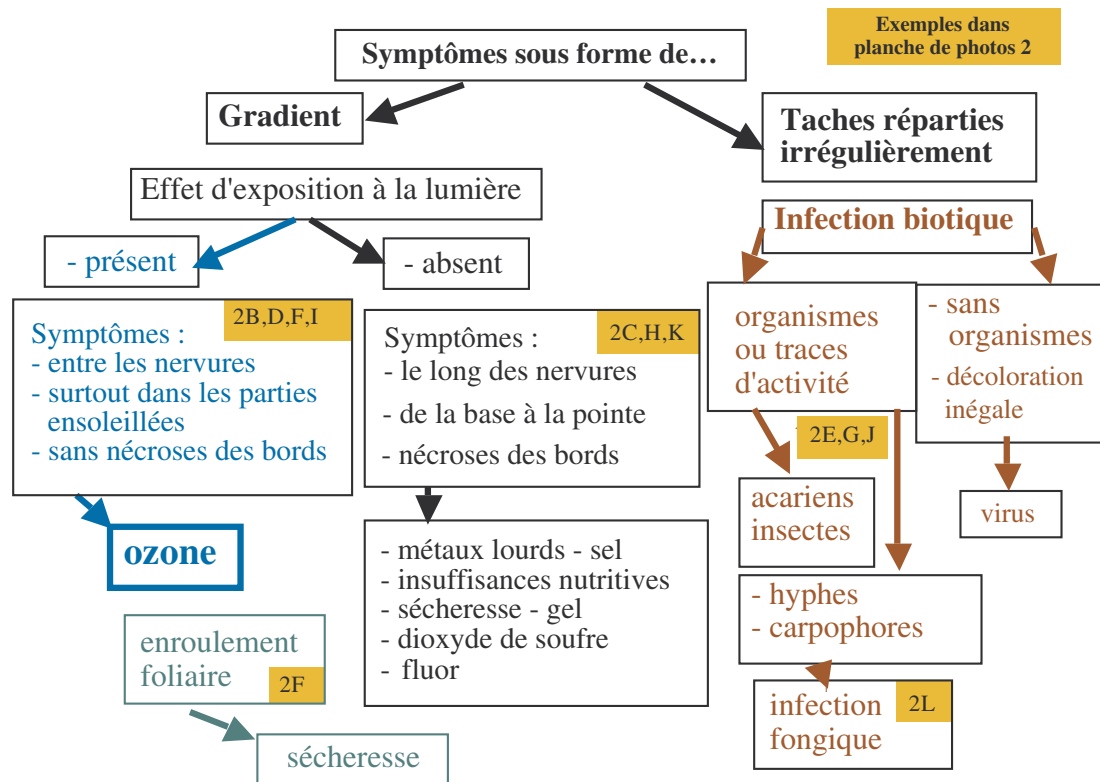 Exemples dans
planche de photos 2
Symptômes sous forme de…
Gradient
Taches réparties
irrégulièrement
Effet d'exposition à la lumière
- présent
- absent
Infection biotique
2B,D,F,I
Symptômes :
- entre les nervures
- surtout dans les parties
ensoleillées
- sans nécroses des bords
2C,H,K
Symptômes :
- le long des nervures
- de la base à la pointe
- nécroses des bords
organismes
ou traces
d'activité
- sans
organismes
- décoloration
inégale
2E,G,J
ozone
- métaux lourds - sel
- insuffisances nutritives
- sécheresse - gel
- dioxyde de soufre
- fluor
acariens
insectes
virus
- hyphes
- carpophores
enroulement
foliaire
2F
sécheresse
infection
fongique
2L